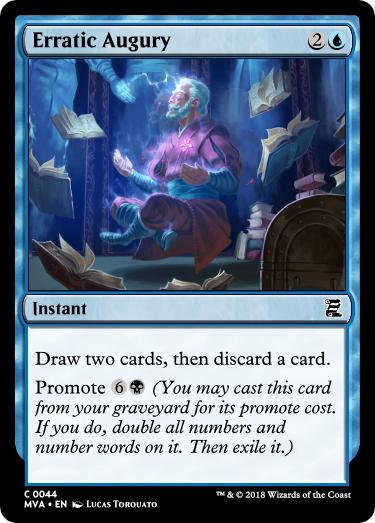 Erratic Augury 2
Instant
Draw two cards, then discard a card.
Promote 6 (You may cast this card
from your graveyard for its promote cost.
If you do, double all numbers and
number words on it. Then exile it.)
C 0044
MVA • EN Lucas Torquato
™ & © 2018 Wizards of the Coast